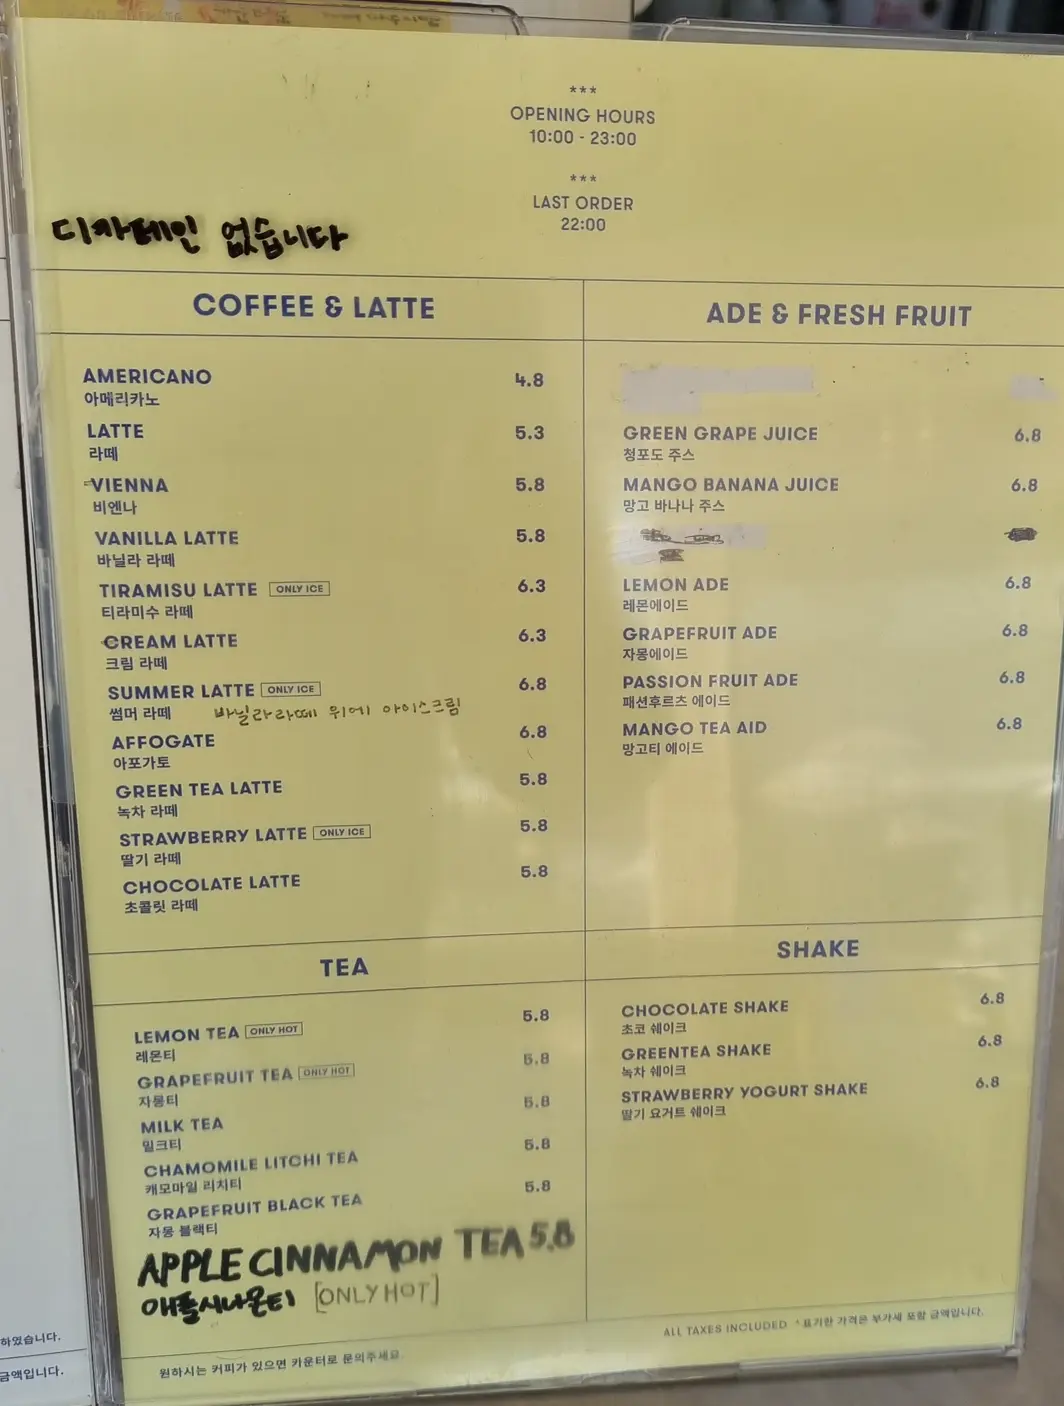 ***
OPENING HOURS
10:00 - 23:00
***
LAST ORDER
22:00
디카페인 없습니다
COFFEE & LATTE
AMERICANO 4.8
아메리카노
LATTE 5.3
라떼
VIENNA 5.8
비엔나
VANILLA LATTE 5.8
바닐라 라떼
TIRAMISU LATTE ONLY ICE 6.3
티라미수 라떼
CREAM LATTE 6.3
크림 라떼
SUMMER LATTE ONLY ICE 6.8
썸머 라떼 바닐라라떼 위에 아이스크림
AFFOGATE 6.8
아포가토
GREEN TEA LATTE 5.8
녹차 라떼
STRAWBERRY LATTE ONLY ICE 5.8
딸기 라떼
CHOCOLATE LATTE 5.8
초콜릿 라떼
ADE & FRESH FRUIT
GREEN GRAPE JUICE 6.8
청포도 주스
MANGO BANANA JUICE 6.8
망고 바나나 주스
LEMON ADE 6.8
레몬에이드
GRAPEFRUIT ADE 6.8
자몽에이드
PASSION FRUIT ADE 6.8
패션후르츠 에이드
MANGO TEA AID 6.8
망고티 에이드
TEA
LEMON TEA ONLY HOT 5.8
레몬티
GRAPEFRUIT TEA ONLY HOT 5.8
자몽티
MILK TEA 5.8
밀크티
CHAMOMILE LITCHI TEA 5.8
캐모마일 리치티
GRAPEFRUIT BLACK TEA 5.8
자몽 블랙티
APPLE CINNAMON TEA 5.8
애플시나몬티 [ONLY HOT]
SHAKE
CHOCOLATE SHAKE 6.8
초코 쉐이크
GREENTEA SHAKE 6.8
녹차 쉐이크
STRAWBERRY YOGURT SHAKE 6.8
딸기 요거트 쉐이크
ALL TAXES INCLUDED * 표기한 가격은 부가세 포함 금액입니다.
원하시는 커피가 있으면 카운터로 문의주세요.
하였습니다.
금액입니다.